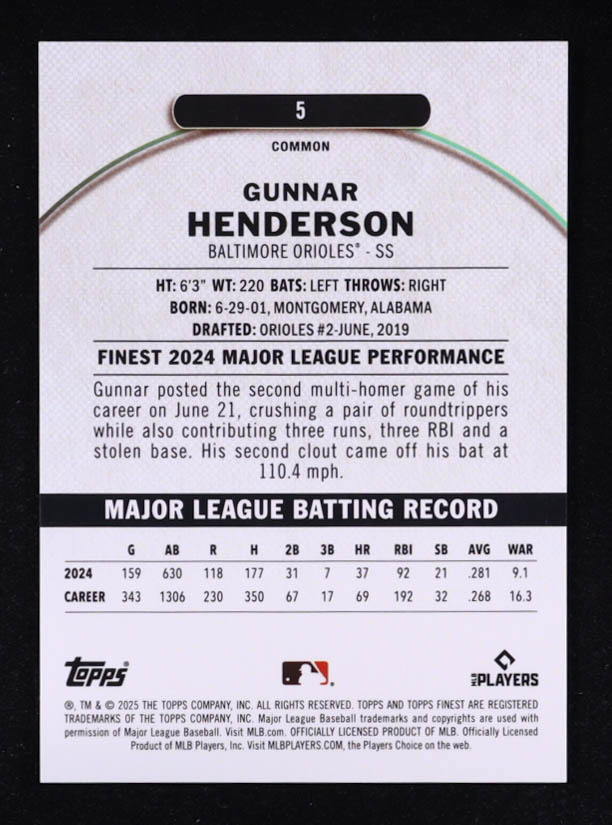 5
COMMON
GUNNAR
HENDERSON
BALTIMORE ORIOLES® - SS
HT: 6'3" WT: 220 BATS: LEFT THROWS: RIGHT
BORN: 6-29-01, MONTGOMERY, ALABAMA
DRAFTED: ORIOLES #2-JUNE, 2019
FINEST 2024 MAJOR LEAGUE PERFORMANCE
Gunnar posted the second multi-homer game of his
career on June 21, crushing a pair of roundtrippers
while also contributing three runs, three RBI and a
stolen base. His second clout came off his bat at
110.4 mph.
MAJOR LEAGUE BATTING RECORD
G AB R H 2B 3B HR RBI SB AVG WAR
2024 159 630 118 177 31 7 37 92 21 .281 9.1
CAREER 343 1306 230 350 67 17 69 192 32 .268 16.3
Topps® MLB PLAYERS
®, TM & © 2025 THE TOPPS COMPANY, INC. ALL RIGHTS RESERVED. TOPPS AND TOPPS FINEST ARE REGISTERED
TRADEMARKS OF THE TOPPS COMPANY, INC. Major League Baseball trademarks and copyrights are used with
permission of Major League Baseball. Visit MLB.com. OFFICIALLY LICENSED PRODUCT OF MLB. Officially Licensed
Product of MLB Players, Inc. Visit MLBPLAYERS.COM, the Players Choice on the web.